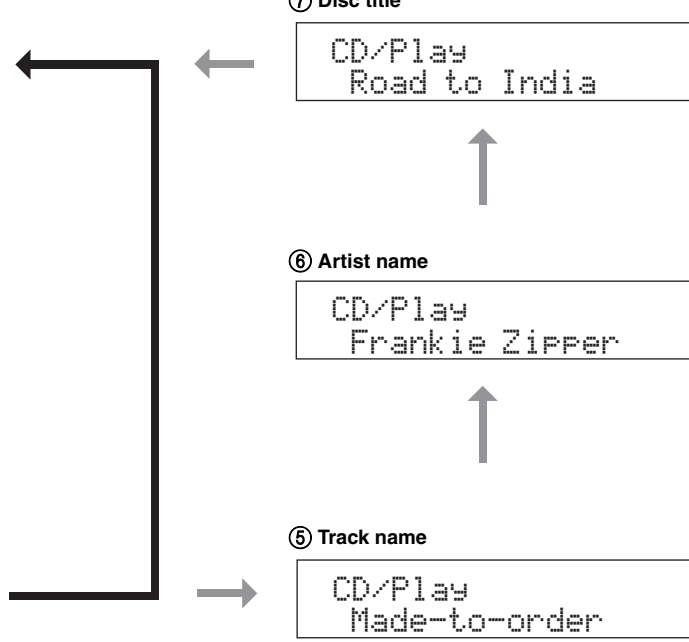 ⑦ Disc title
CD/Play
Road to India
⑥ Artist name
CD/Play
Frankie Zipper
⑤ Track name
CD/Play
Made-to-order